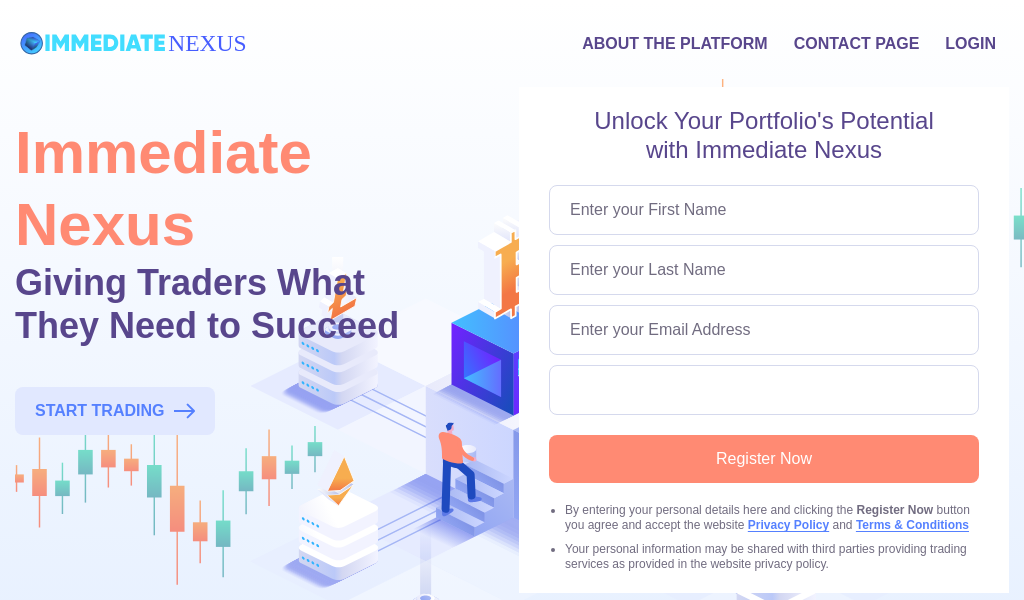 IMMEDIATE NEXUS
ABOUT THE PLATFORM
CONTACT PAGE
LOGIN
Immediate
Nexus
Giving Traders What
They Need to Succeed
START TRADING
Unlock Your Portfolio's Potential
with Immediate Nexus
Enter your First Name
Enter your Last Name
Enter your Email Address
Register Now
By entering your personal details here and clicking the Register Now button
you agree and accept the website Privacy Policy and Terms & Conditions
Your personal information may be shared with third parties providing trading
services as provided in the website privacy policy.